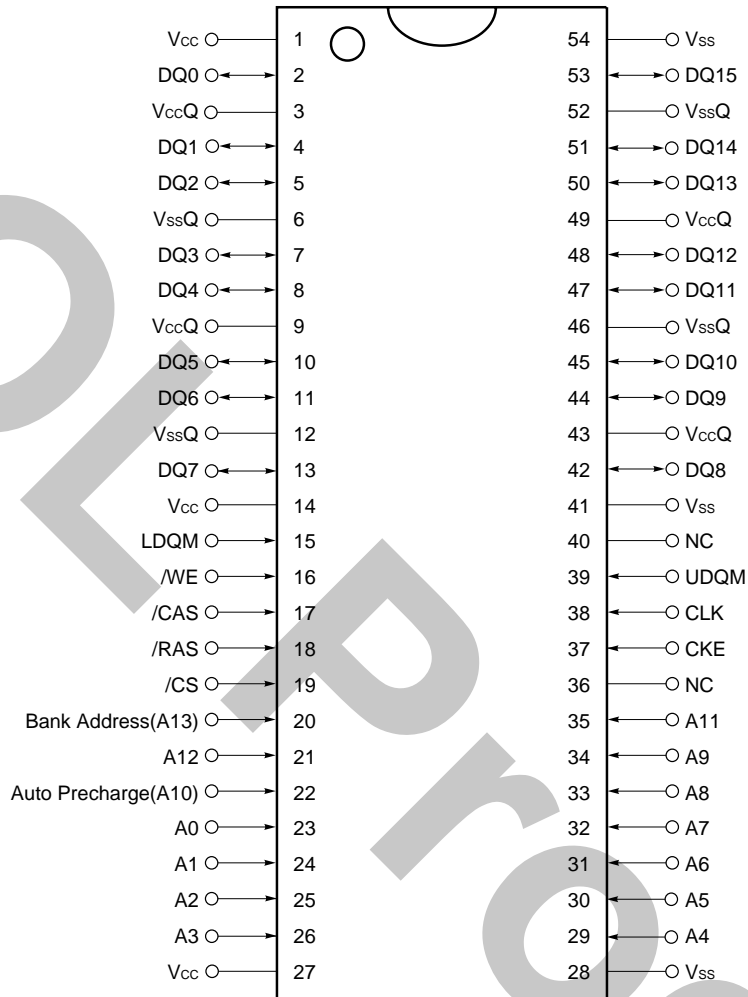 Vcc 1 54 Vss
DQ0 2 53 DQ15
VccQ 3 52 VssQ
DQ1 4 51 DQ14
DQ2 5 50 DQ13
VssQ 6 49 VccQ
DQ3 7 48 DQ12
DQ4 8 47 DQ11
VccQ 9 46 VssQ
DQ5 10 45 DQ10
DQ6 11 44 DQ9
VssQ 12 43 VccQ
DQ7 13 42 DQ8
Vcc 14 41 Vss
LDQM 15 40 NC
/WE 16 39 UDQM
/CAS 17 38 CLK
/RAS 18 37 CKE
/CS 19 36 NC
Bank Address(A13) 20 35 A11
A12 21 34 A9
Auto Precharge(A10) 22 33 A8
A0 23 32 A7
A1 24 31 A6
A2 25 30 A5
A3 26 29 A4
Vcc 27 28 Vss